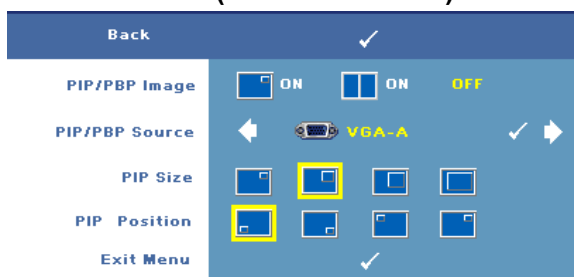 Back
PIP/PBP Image ON ON OFF
PIP/PBP Source VGA-A
PIP Size
PIP Position
Exit Menu